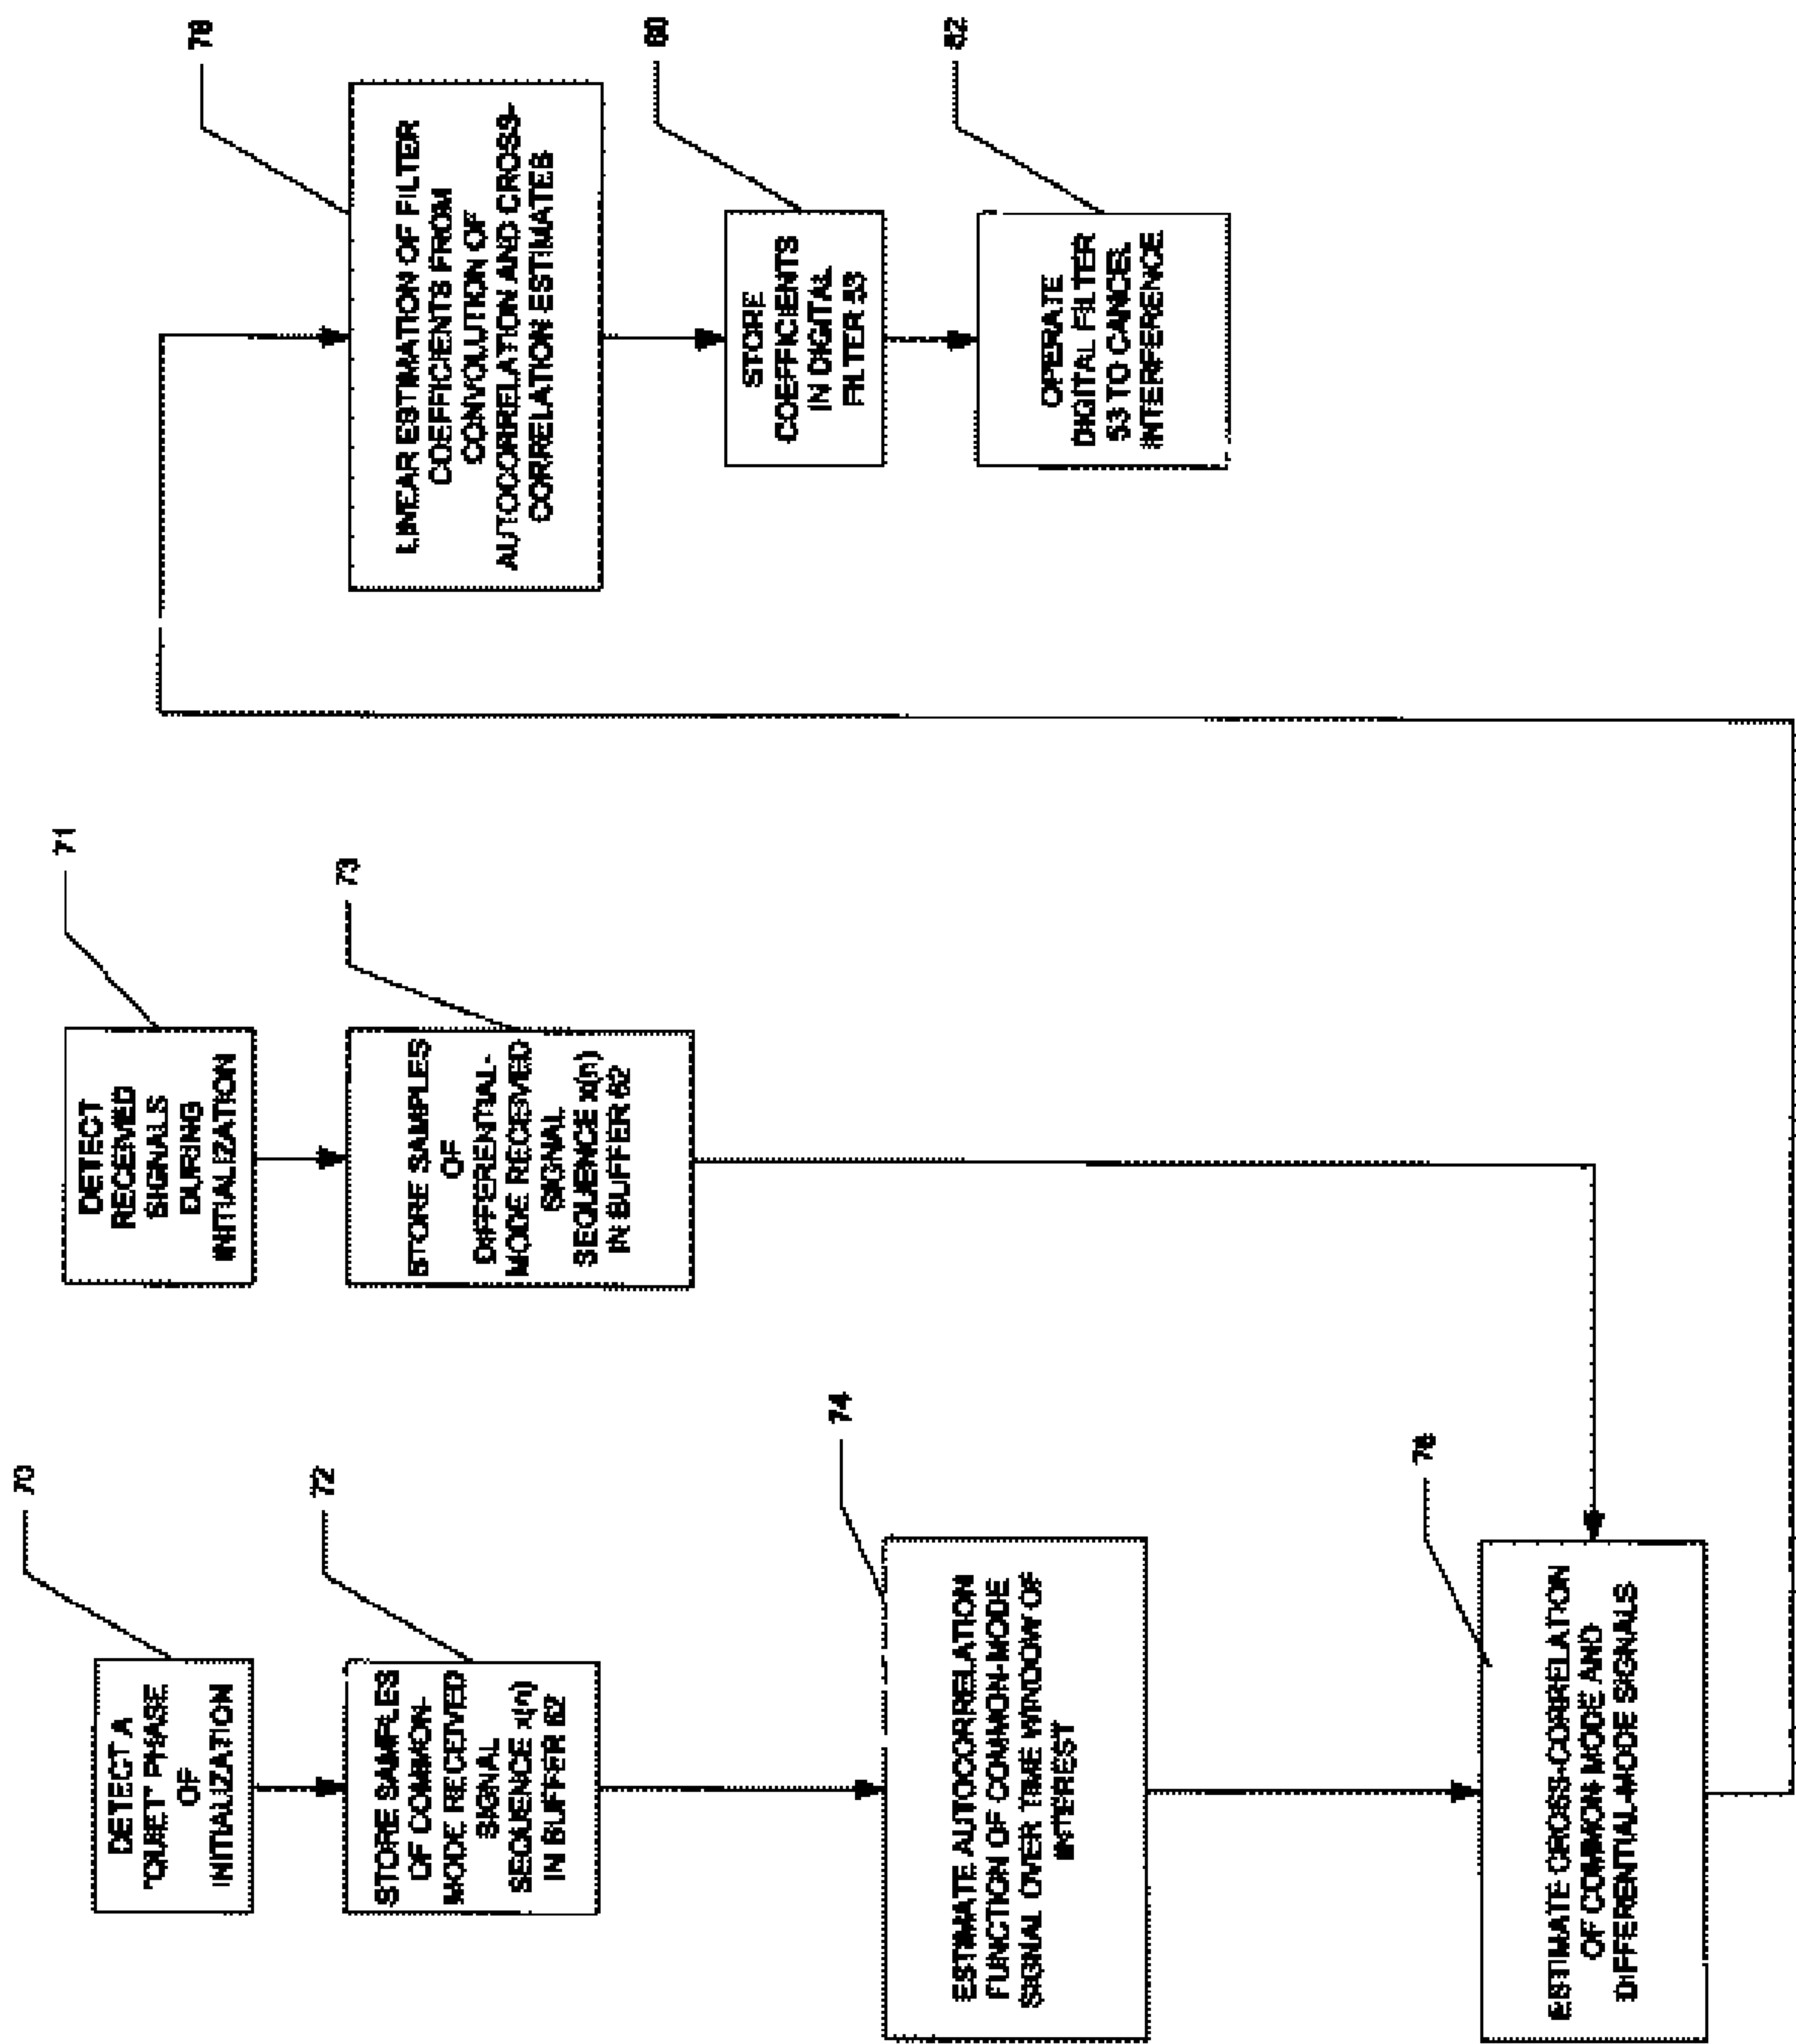 70
DETECT A
"QUIET" PHASE
OF
INITIALIZATION
72
STORE SAMPLES
OF COMMON-
MODE RECEIVED
SIGNAL
SEQUENCE x(n)
IN BUFFER 62
74
ESTIMATE AUTOCORRELATION
FUNCTION OF COMMON-MODE
SIGNAL OVER TIME WINDOW OF
INTEREST
76
ESTIMATE CROSS-CORRELATION
OF COMMON MODE AND
DIFFERENTIAL-MODE SIGNALS
71
DETECT
RECEIVED
SIGNALS
DURING
INITIALIZATION
73
STORE SAMPLES
OF
DIFFERENTIAL-
MODE RECEIVED
SIGNAL
SEQUENCE x(n)
IN BUFFER 62
78
LINEAR ESTIMATION OF FILTER
COEFFICIENTS FROM
CONVOLUTION OF
AUTOCORRELATION AND CROSS-
CORRELATION ESTIMATES
80
STORE
COEFFICIENTS
IN DIGITAL
FILTER 53
82
OPERATE
DIGITAL FILTER
53 TO CANCEL
INTERFERENCE